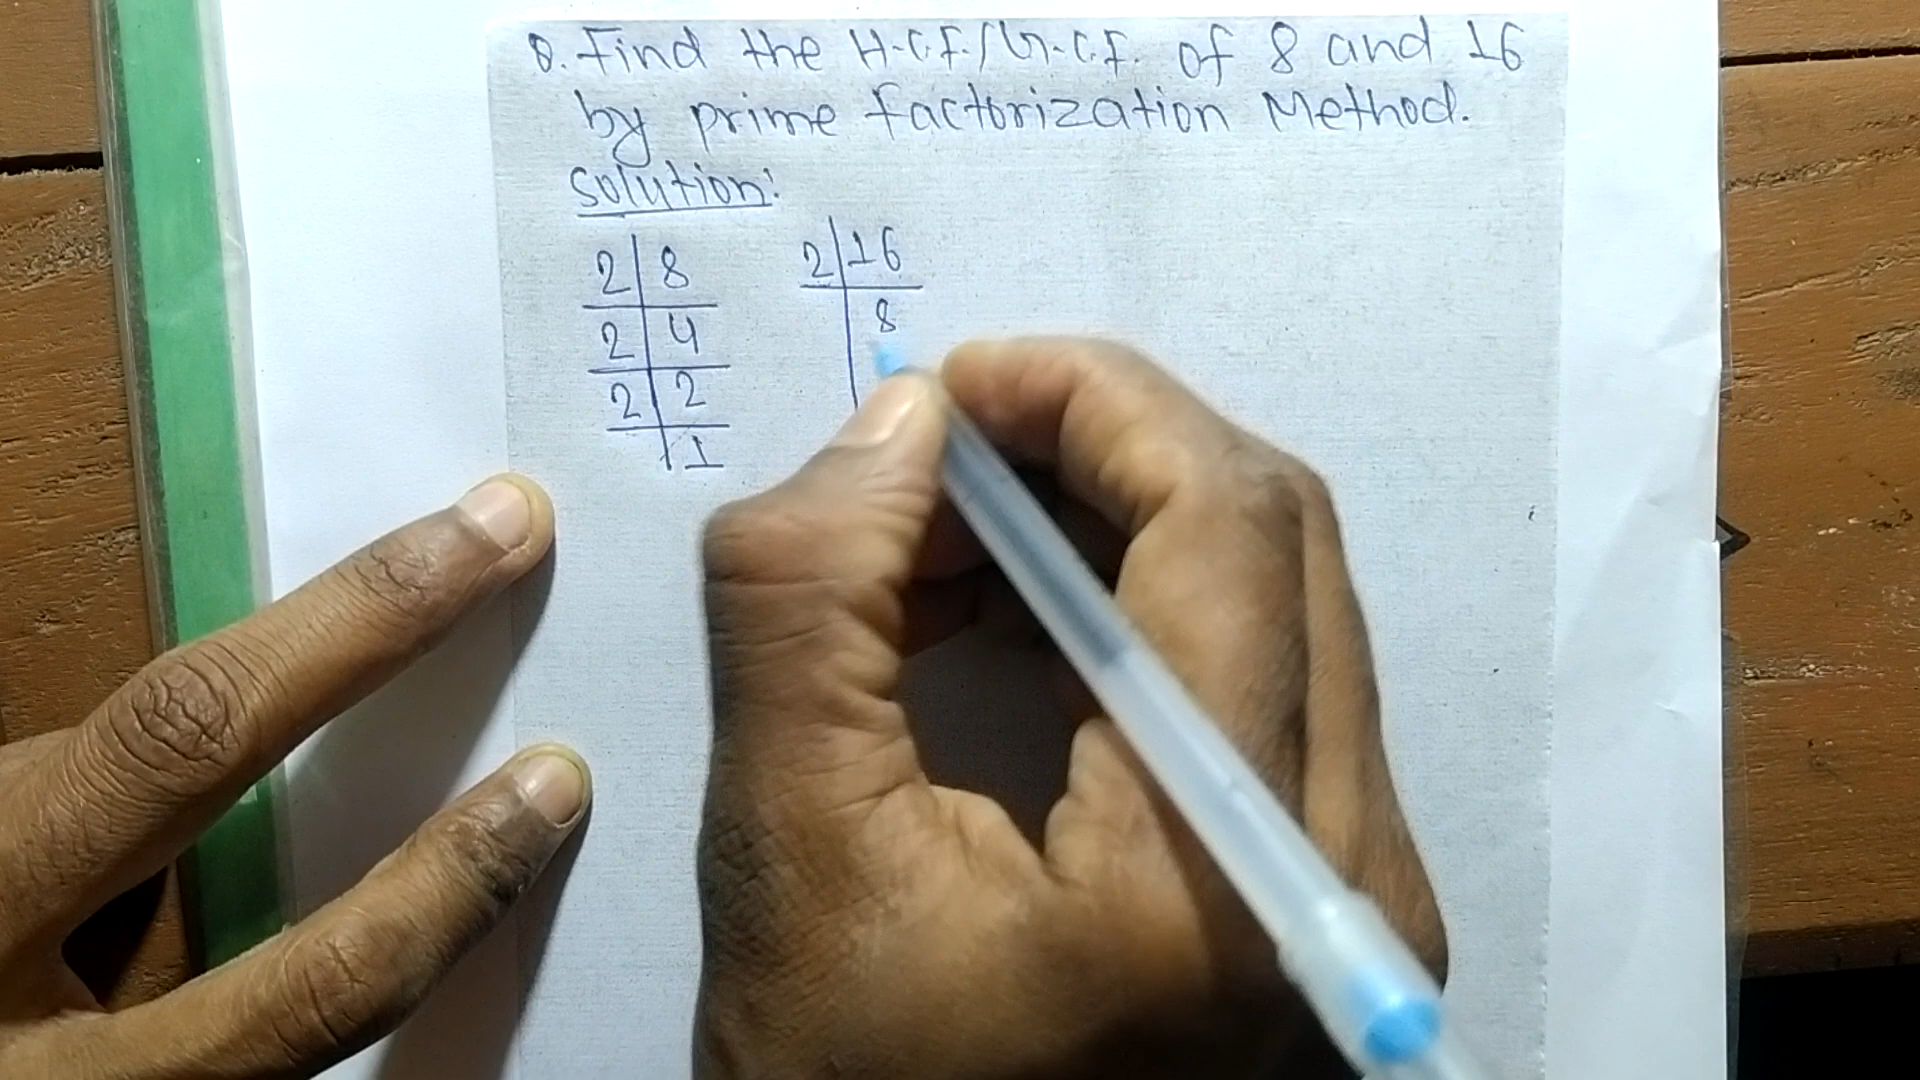 Q. Find the H.C.F./G.C.F. of 8 and 16
by prime factorization Method.
Solution:
2 8
2 4
2 2
1
2 16
8